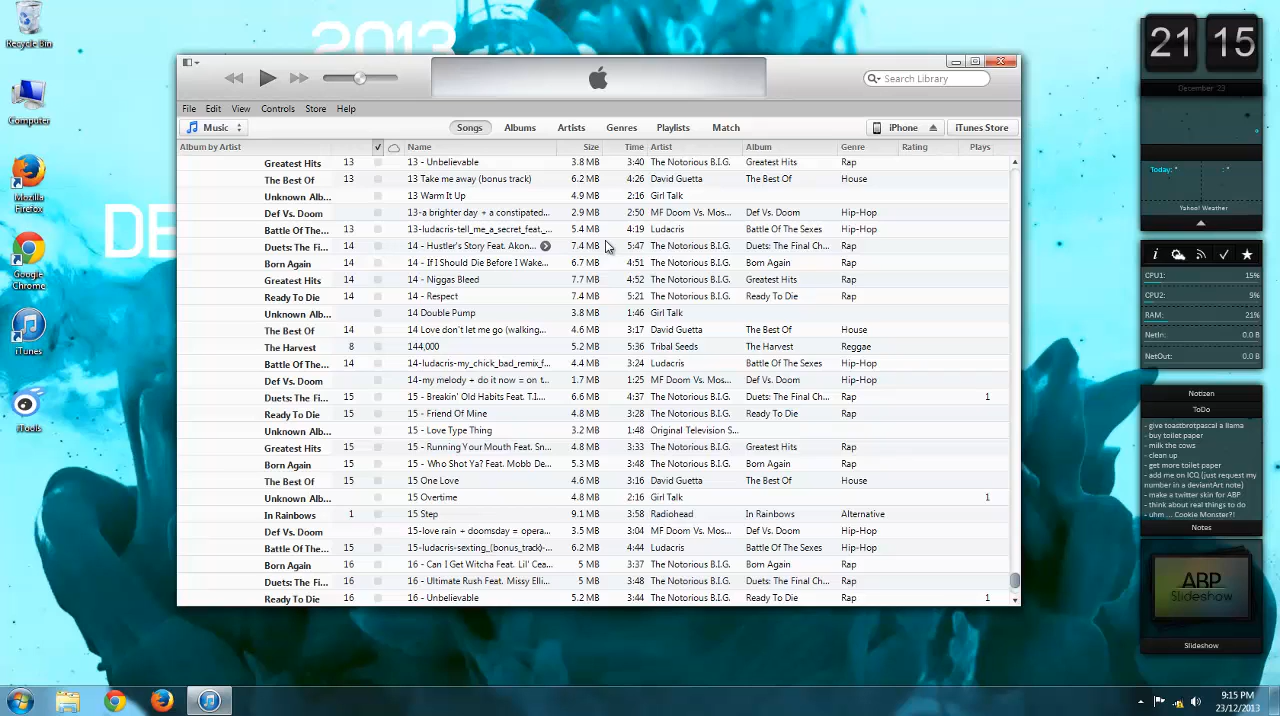 2013
DE
Recycle Bin
Computer
Mozilla
Firefox
Google
Chrome
iTunes
iTools
Search Library
File Edit View Controls Store Help
Music Songs Albums Artists Genres Playlists Match iPhone iTunes Store
Album by Artist Name Size Time Artist Album Genre Rating Plays
Greatest Hits 13 13 - Unbelievable 3.8 MB 3:40 The Notorious B.I.G. Greatest Hits Rap
The Best Of 13 13 Take me away (bonus track) 6.2 MB 4:26 David Guetta The Best Of House
Unknown Alb... 13 Warm It Up 4.9 MB 2:16 Girl Talk
Def Vs. Doom 13-a brighter day + a constipated... 2.9 MB 2:50 MF Doom Vs. Mos... Def Vs. Doom Hip-Hop
Battle Of The... 13 13-ludacris-tell_me_a_secret_feat._... 5.4 MB 4:19 Ludacris Battle Of The Sexes Hip-Hop
Duets: The Fi... 14 14 - Hustler's Story Feat. Akon... 7.4 MB 5:47 The Notorious B.I.G. Duets: The Final Ch... Rap
Born Again 14 14 - If I Should Die Before I Wake... 6.7 MB 4:51 The Notorious B.I.G. Born Again Rap
Greatest Hits 14 14 - Niggas Bleed 7.7 MB 4:52 The Notorious B.I.G. Greatest Hits Rap
Ready To Die 14 14 - Respect 7.4 MB 5:21 The Notorious B.I.G. Ready To Die Rap
Unknown Alb... 14 Double Pump 3.8 MB 1:46 Girl Talk
The Best Of 14 14 Love don't let me go (walking... 4.6 MB 3:17 David Guetta The Best Of House
The Harvest 8 144,000 5.2 MB 5:36 Tribal Seeds The Harvest Reggae
Battle Of The... 14 14-ludacris-my_chick_bad_remix_f... 4.4 MB 3:24 Ludacris Battle Of The Sexes Hip-Hop
Def Vs. Doom 14-my melody + do it now = on t... 1.7 MB 1:25 MF Doom Vs. Mos... Def Vs. Doom Hip-Hop
Duets: The Fi... 15 15 - Breakin' Old Habits Feat. T.I.... 6.6 MB 4:37 The Notorious B.I.G. Duets: The Final Ch... Rap 1
Ready To Die 15 15 - Friend Of Mine 4.8 MB 3:28 The Notorious B.I.G. Ready To Die Rap
Unknown Alb... 15 - Love Type Thing 3.2 MB 1:48 Original Television S...
Greatest Hits 15 15 - Running Your Mouth Feat. Sn... 4.8 MB 3:33 The Notorious B.I.G. Greatest Hits Rap
Born Again 15 15 - Who Shot Ya? Feat. Mobb De... 5.3 MB 3:48 The Notorious B.I.G. Born Again Rap
The Best Of 15 15 One Love 4.6 MB 3:16 David Guetta The Best Of House
Unknown Alb... 15 Overtime 4.8 MB 2:16 Girl Talk 1
In Rainbows 1 15 Step 9.1 MB 3:58 Radiohead In Rainbows Alternative
Def Vs. Doom 15-love rain + doomsday = opera... 3.5 MB 2:40 MF Doom Vs. Mos... Def Vs. Doom Hip-Hop
Battle Of The... 15 15-ludacris-sexting_(bonus_track)-... 6.2 MB 4:44 Ludacris Battle Of The Sexes Hip-Hop
Born Again 16 16 - Can I Get Witcha Feat. Lil' Cea... 5 MB 3:37 The Notorious B.I.G. Born Again Rap
Duets: The Fi... 16 16 - Ultimate Rush Feat. Missy Elli... 5 MB 3:48 The Notorious B.I.G. Duets: The Final Ch... Rap
Ready To Die 16 16 - Unbelievable 5.2 MB 3:44 The Notorious B.I.G. Ready To Die Rap 1
21 15
December 23
Today: ° : °
Yahoo! Weather
CPU1: 15%
CPU2: 9%
RAM: 21%
NetIn: 0.0 B
NetOut: 0.0 B
Notizen
ToDo
- give toastbrotpascal a llama
- buy toilet paper
- milk the cows
- clean up
- get more toilet paper
- add me on ICQ (just request my
number in a deviantArt note)
- make a twitter skin for ABP
- think about real things to do
- uhm ... Cookie Monster?!
Notes
ABP
Slideshow
Slideshow
9:15 PM
23/12/2013